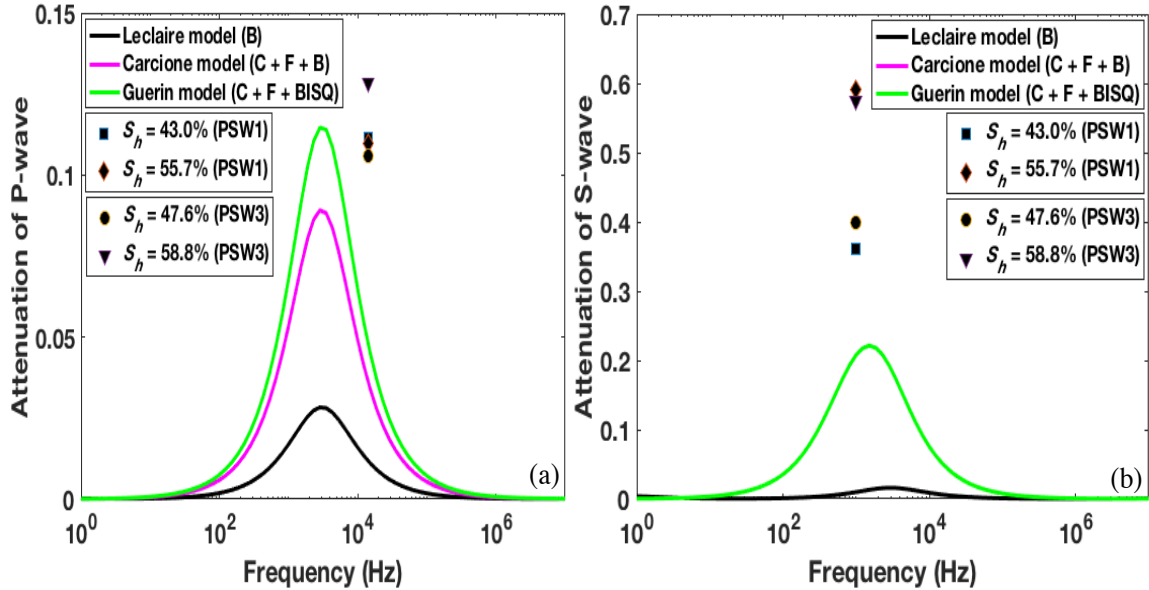 Attenuation of P-wave
0.15
0.1
0.05
0
Leclaire model (B)
Carcione model (C + F + B)
Guerin model (C + F + BISQ)
S_h = 43.0% (PSW1)
S_h = 55.7% (PSW1)
S_h = 47.6% (PSW3)
S_h = 58.8% (PSW3)
(a)
10^0 10^2 10^4 10^6
Frequency (Hz)
Attenuation of S-wave
0.7
0.6
0.5
0.4
0.3
0.2
0.1
0
Leclaire model (B)
Carcione model (C + F + B)
Guerin model (C + F + BISQ)
S_h = 43.0% (PSW1)
S_h = 55.7% (PSW1)
S_h = 47.6% (PSW3)
S_h = 58.8% (PSW3)
(b)
10^0 10^2 10^4 10^6
Frequency (Hz)